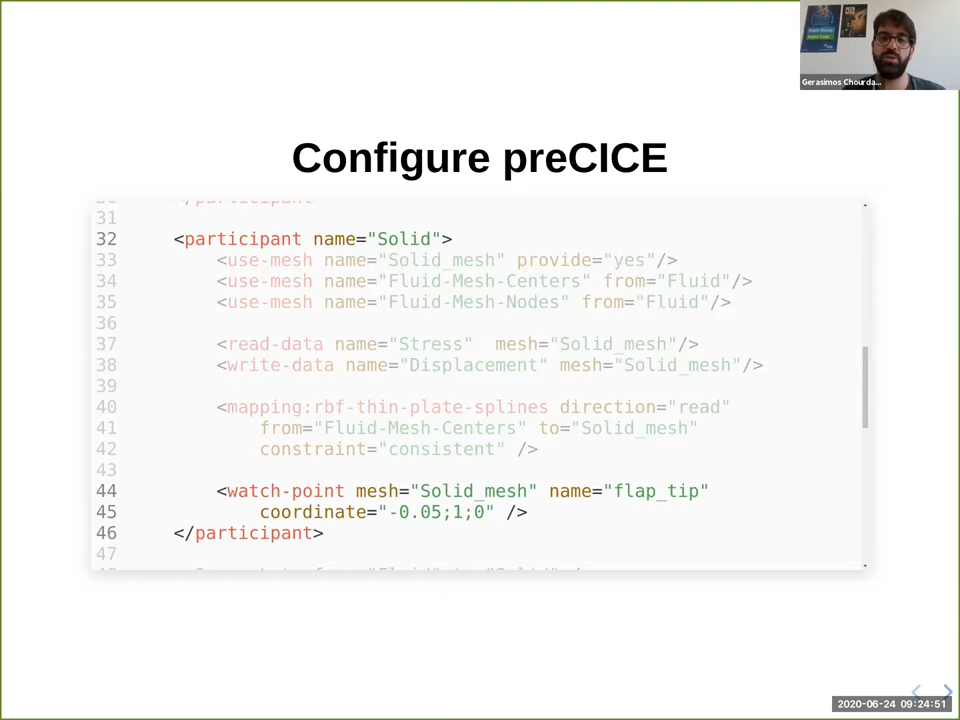 Gerasimos Chourda...
Configure preCICE
31
32 <participant name="Solid">
33 <use-mesh name="Solid_mesh" provide="yes"/>
34 <use-mesh name="Fluid-Mesh-Centers" from="Fluid"/>
35 <use-mesh name="Fluid-Mesh-Nodes" from="Fluid"/>
36
37 <read-data name="Stress" mesh="Solid_mesh"/>
38 <write-data name="Displacement" mesh="Solid_mesh"/>
39
40 <mapping:rbf-thin-plate-splines direction="read"
41 from="Fluid-Mesh-Centers" to="Solid_mesh"
42 constraint="consistent" />
43
44 <watch-point mesh="Solid_mesh" name="flap_tip"
45 coordinate="-0.05;1;0" />
46 </participant>
47
2020-06-24 09:24:51